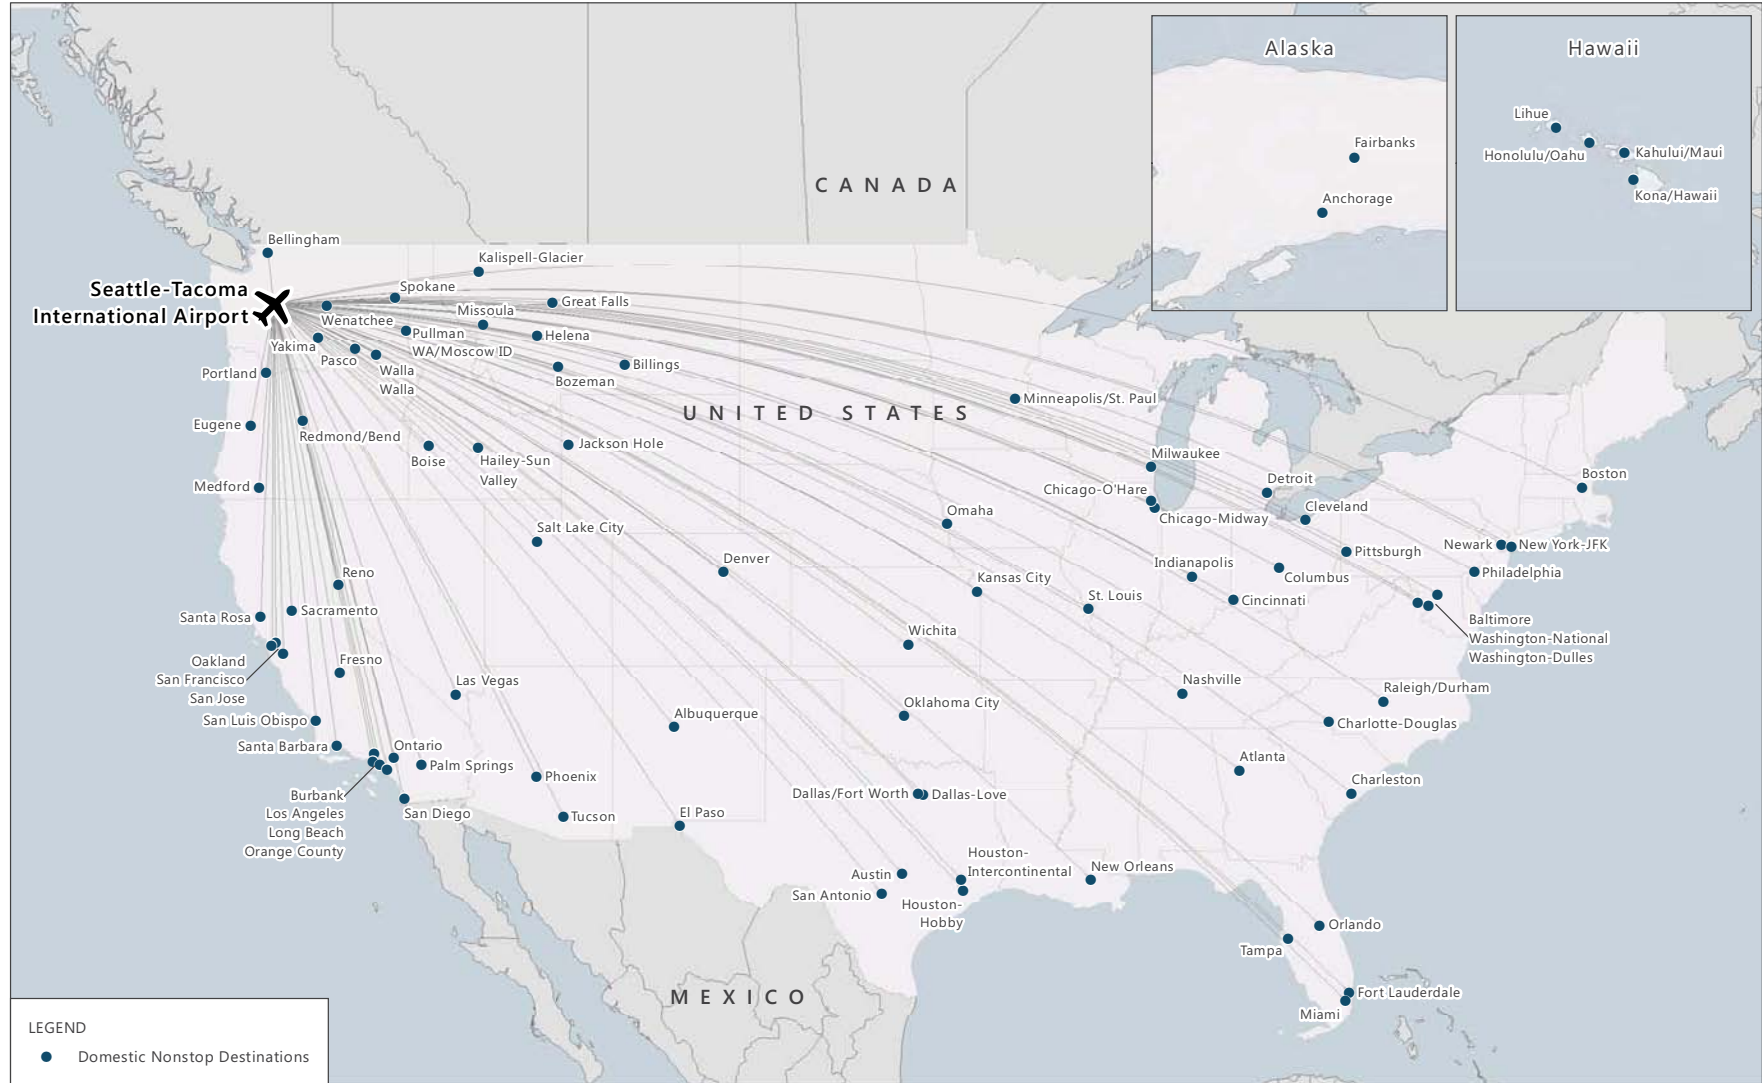 Alaska
Hawaii
Fairbanks
Anchorage
Lihue
Honolulu/Oahu
Kahului/Maui
Kona/Hawaii
CANADA
Bellingham
Kalispell-Glacier
Seattle-Tacoma
International Airport
Spokane
Great Falls
Wenatchee
Missoula
Pullman
WA/Moscow ID
Helena
Yakima
Pasco
Walla
Walla
Billings
Bozeman
Portland
UNITED STATES
Minneapolis/St. Paul
Eugene
Redmond/Bend
Boise
Hailey-Sun
Valley
Jackson Hole
Milwaukee
Medford
Chicago-O'Hare
Chicago-Midway
Detroit
Cleveland
Boston
Omaha
Salt Lake City
Denver
Newark
New York-JFK
Pittsburgh
Indianapolis
Columbus
Philadelphia
Reno
Kansas City
St. Louis
Cincinnati
Santa Rosa
Sacramento
Baltimore
Washington-National
Washington-Dulles
Wichita
Oakland
San Francisco
San Jose
Fresno
Las Vegas
Nashville
Raleigh/Durham
San Luis Obispo
Albuquerque
Oklahoma City
Charlotte-Douglas
Santa Barbara
Ontario
Palm Springs
Phoenix
Atlanta
Charleston
Burbank
Los Angeles
Long Beach
Orange County
San Diego
Tucson
El Paso
Dallas/Fort Worth
Dallas-Love
Austin
San Antonio
Houston-
Intercontinental
Houston-
Hobby
New Orleans
Orlando
Tampa
Fort Lauderdale
Miami
MEXICO
LEGEND
Domestic Nonstop Destinations